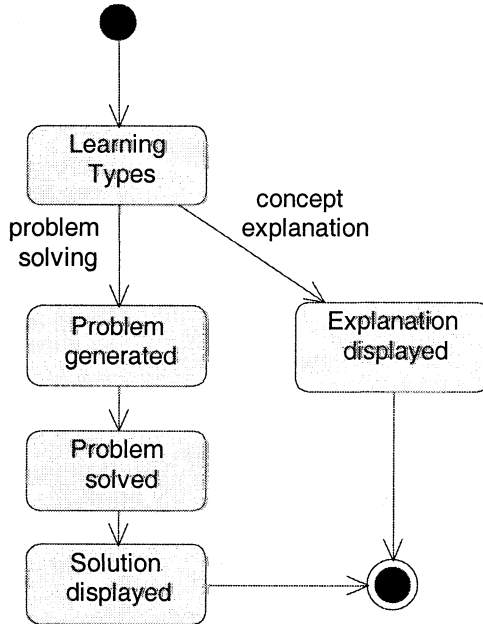 Learning
Types
problem
solving
concept
explanation
Problem
generated
Explanation
displayed
Problem
solved
Solution
displayed